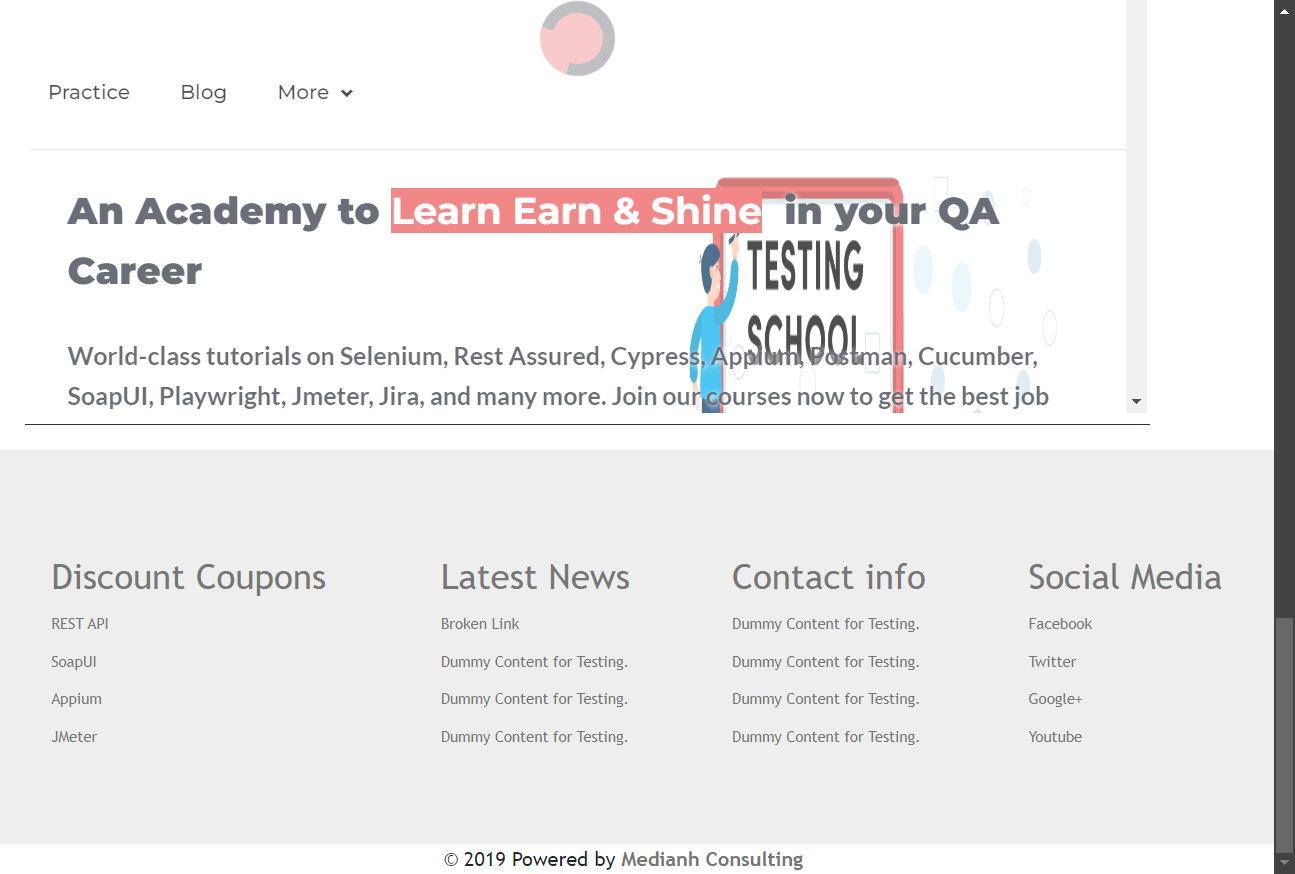 Practice Blog More
An Academy to Learn Earn & Shine in your QA
Career
TESTING
SCHOOL
World-class tutorials on Selenium, Rest Assured, Cypress, Appium, Postman, Cucumber,
SoapUI, Playwright, Jmeter, Jira, and many more. Join our courses now to get the best job
Discount Coupons
REST API
SoapUI
Appium
JMeter
Latest News
Broken Link
Dummy Content for Testing.
Dummy Content for Testing.
Dummy Content for Testing.
Contact info
Dummy Content for Testing.
Dummy Content for Testing.
Dummy Content for Testing.
Dummy Content for Testing.
Social Media
Facebook
Twitter
Google+
Youtube
© 2019 Powered by Medianh Consulting